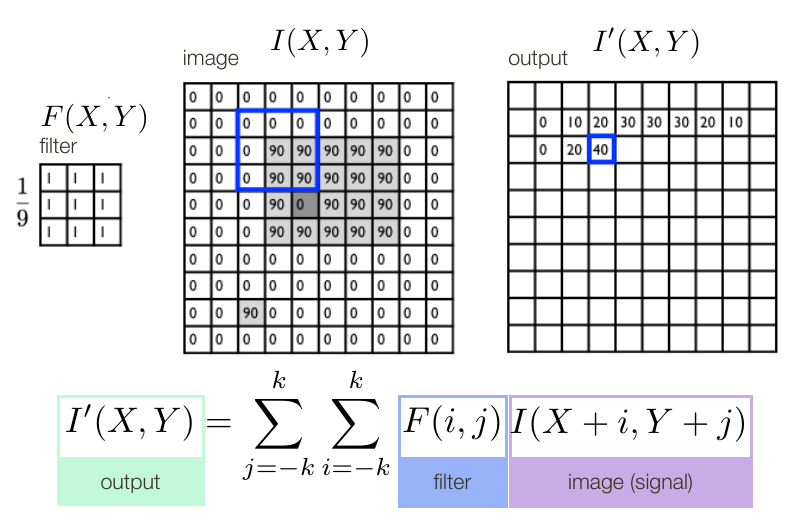 image I(X, Y) output I′(X, Y)
F(X, Y)
filter
1/9
1 1 1
1 1 1
1 1 1
0 0 0 0 0 0 0 0 0 0
0 0 0 0 0 0 0 0 0 0
0 0 0 90 90 90 90 90 0 0
0 0 0 90 90 90 90 90 0 0
0 0 0 90 0 90 90 90 0 0
0 0 0 90 90 90 90 90 0 0
0 0 0 0 0 0 0 0 0 0
0 0 0 0 0 0 0 0 0 0
0 0 90 0 0 0 0 0 0 0
0 0 0 0 0 0 0 0 0 0
0 10 20 30 30 30 20 10
0 20 40
I′(X, Y) = ∑_{j=−k}^{k} ∑_{i=−k}^{k} F(i, j) I(X + i, Y + j)
output filter image (signal)